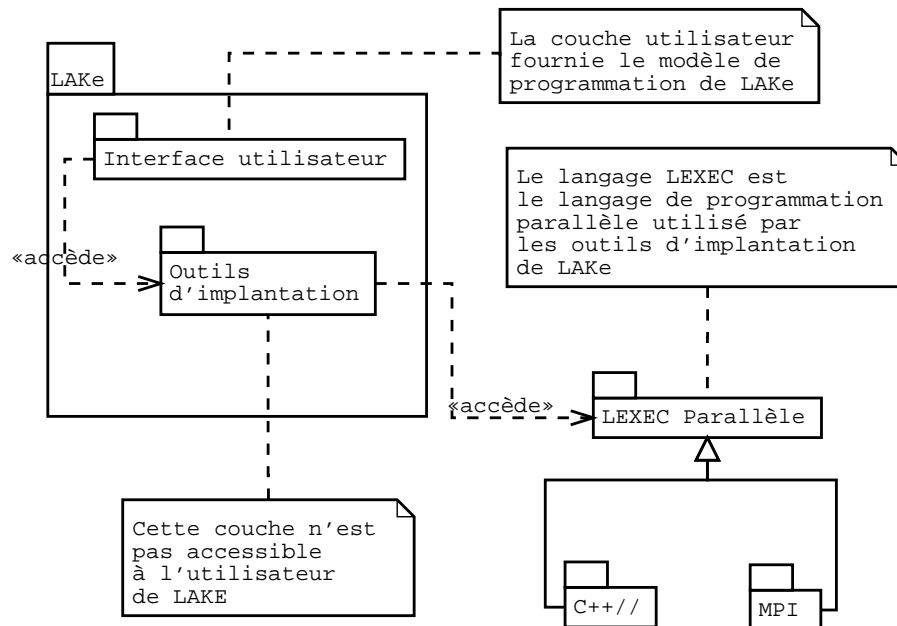 La couche utilisateur
fournie le modèle de
programmation de LAKe
LAKe
Interface utilisateur
Le langage LEXEC est
le langage de programmation
parallèle utilisé par
les outils d'implantation
de LAKe
«accède»
Outils
d'implantation
«accède»
LEXEC Parallèle
Cette couche n'est
pas accessible
à l'utilisateur
de LAKE
C++//
MPI